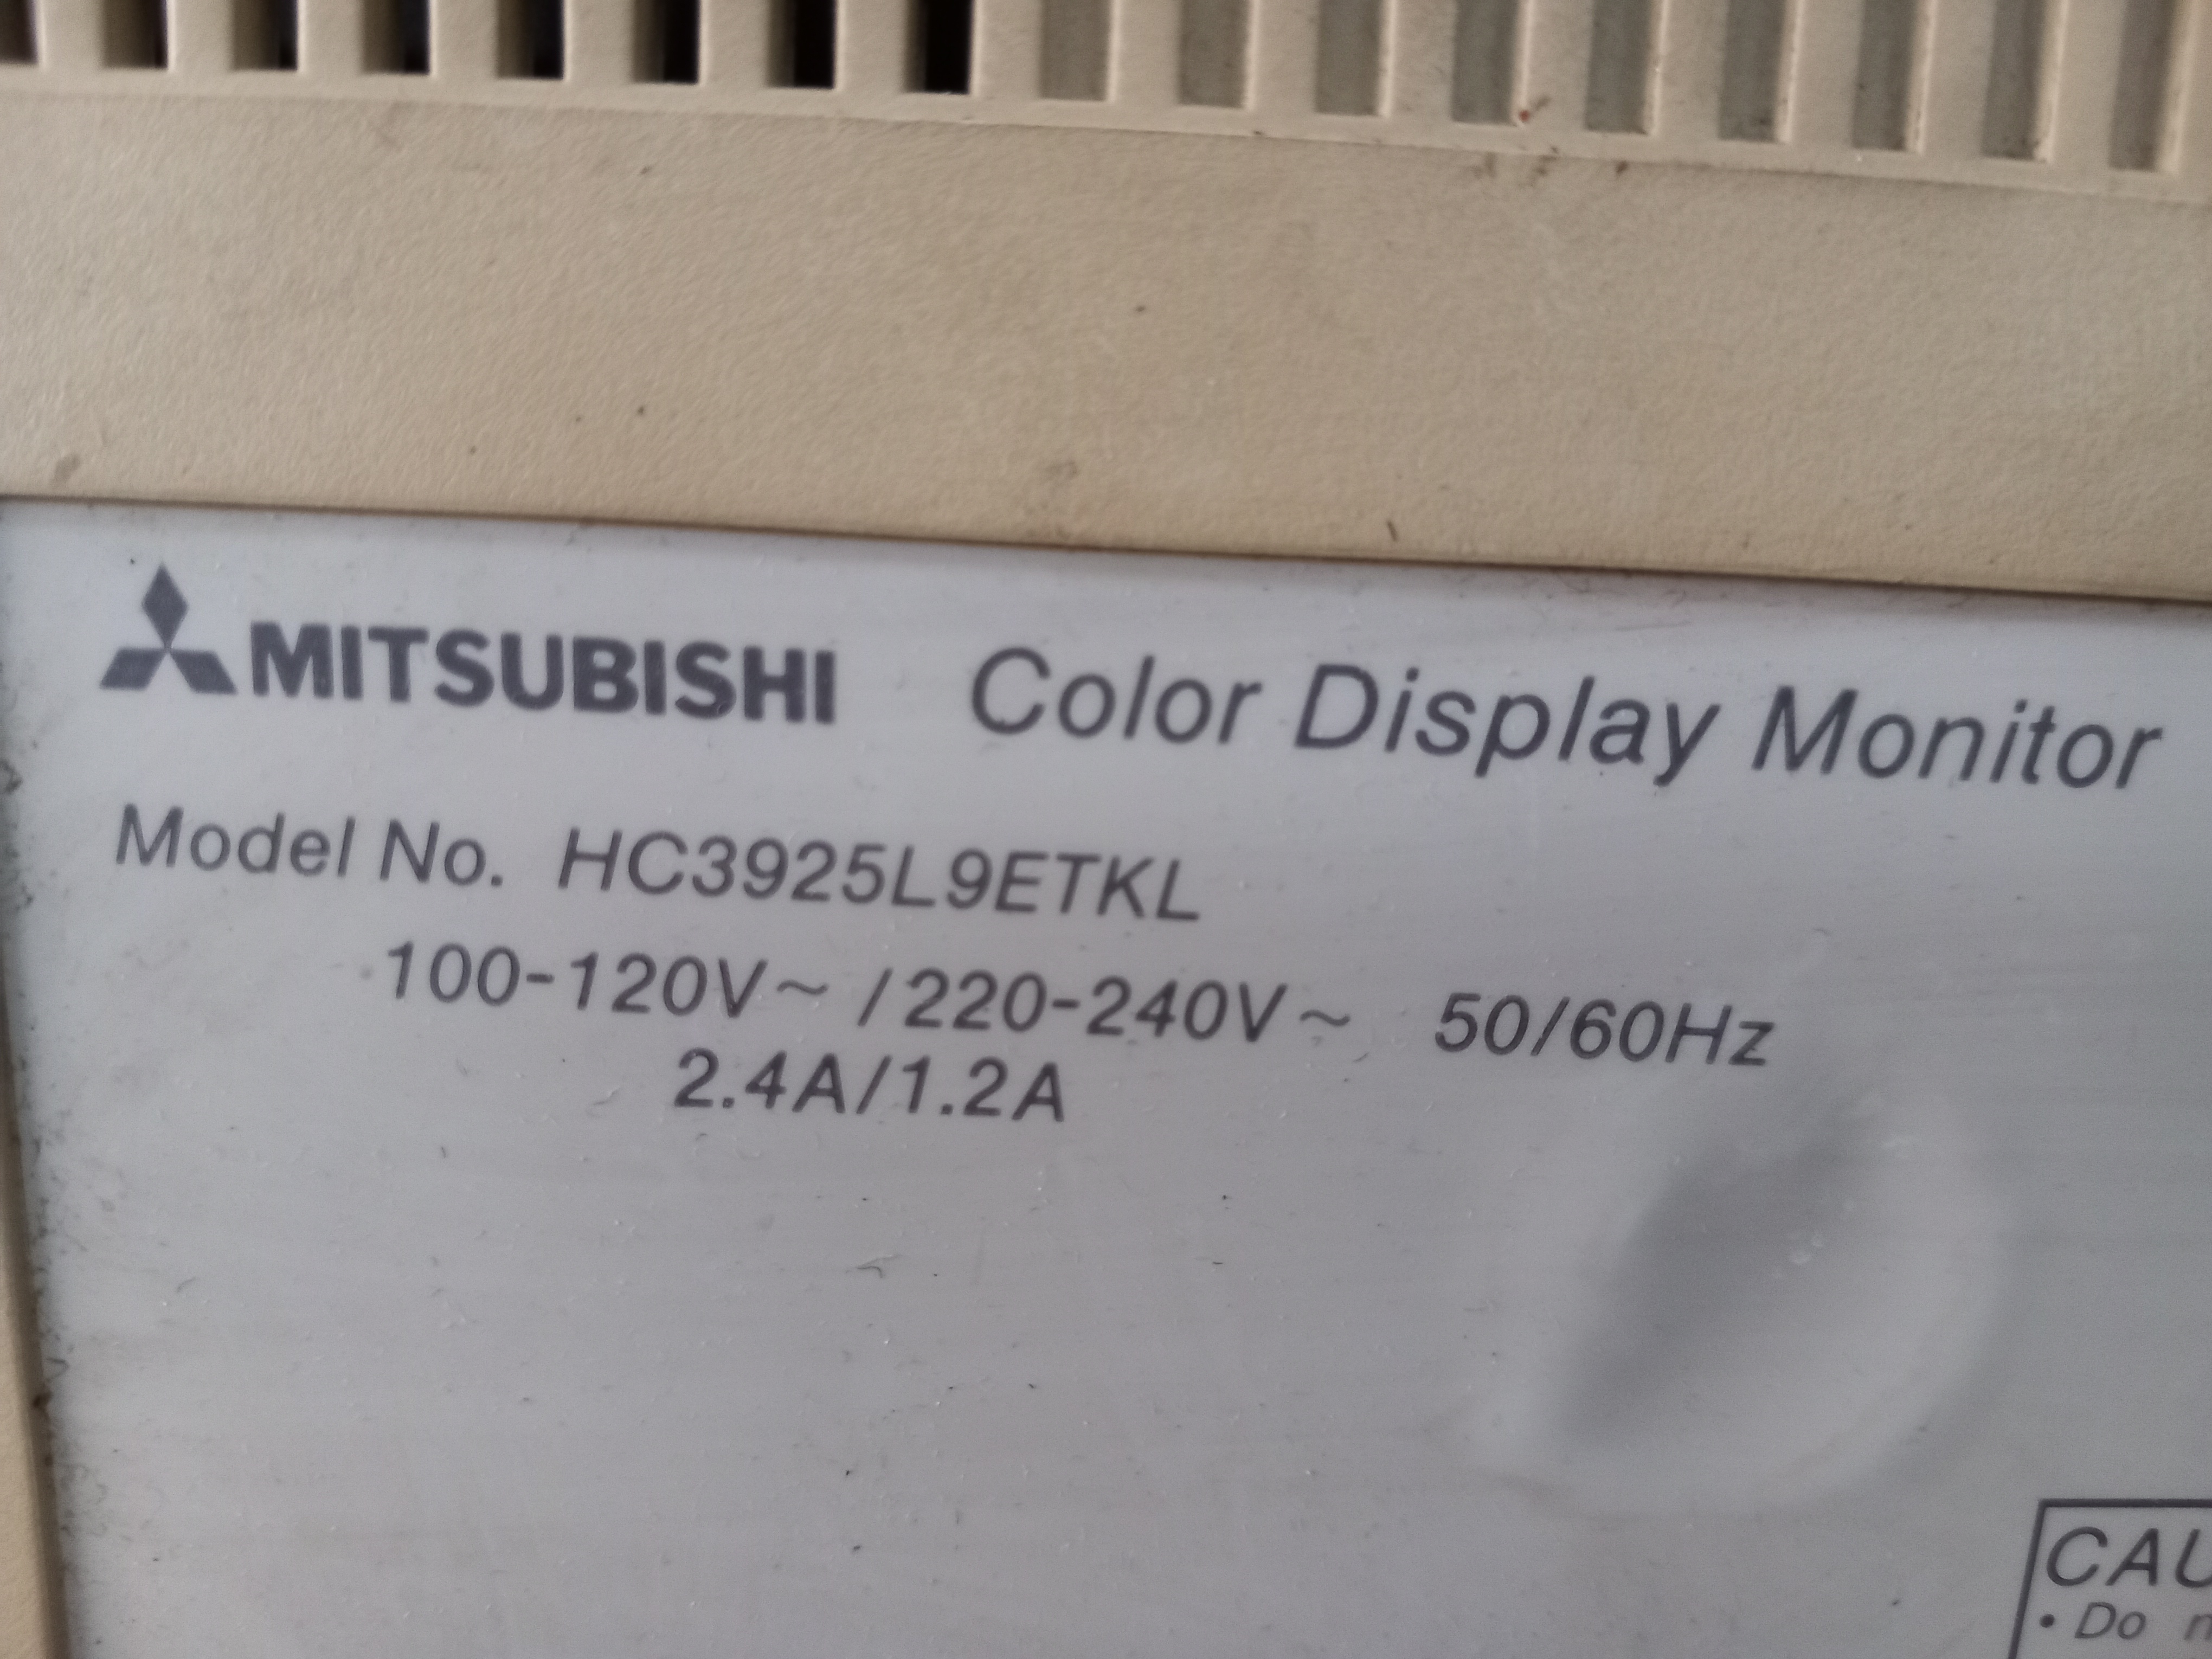 MITSUBISHI Color Display Monitor
Model No. HC3925L9ETKL
100-120V~ /220-240V~ 50/60Hz
2.4A/1.2A
CAU
• Do